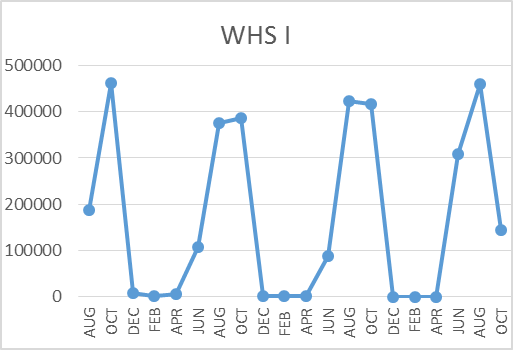 WHS I
500000
400000
300000
200000
100000
0
AUG
OCT
DEC
FEB
APR
JUN
AUG
OCT
DEC
FEB
APR
JUN
AUG
OCT
DEC
FEB
APR
JUN
AUG
OCT